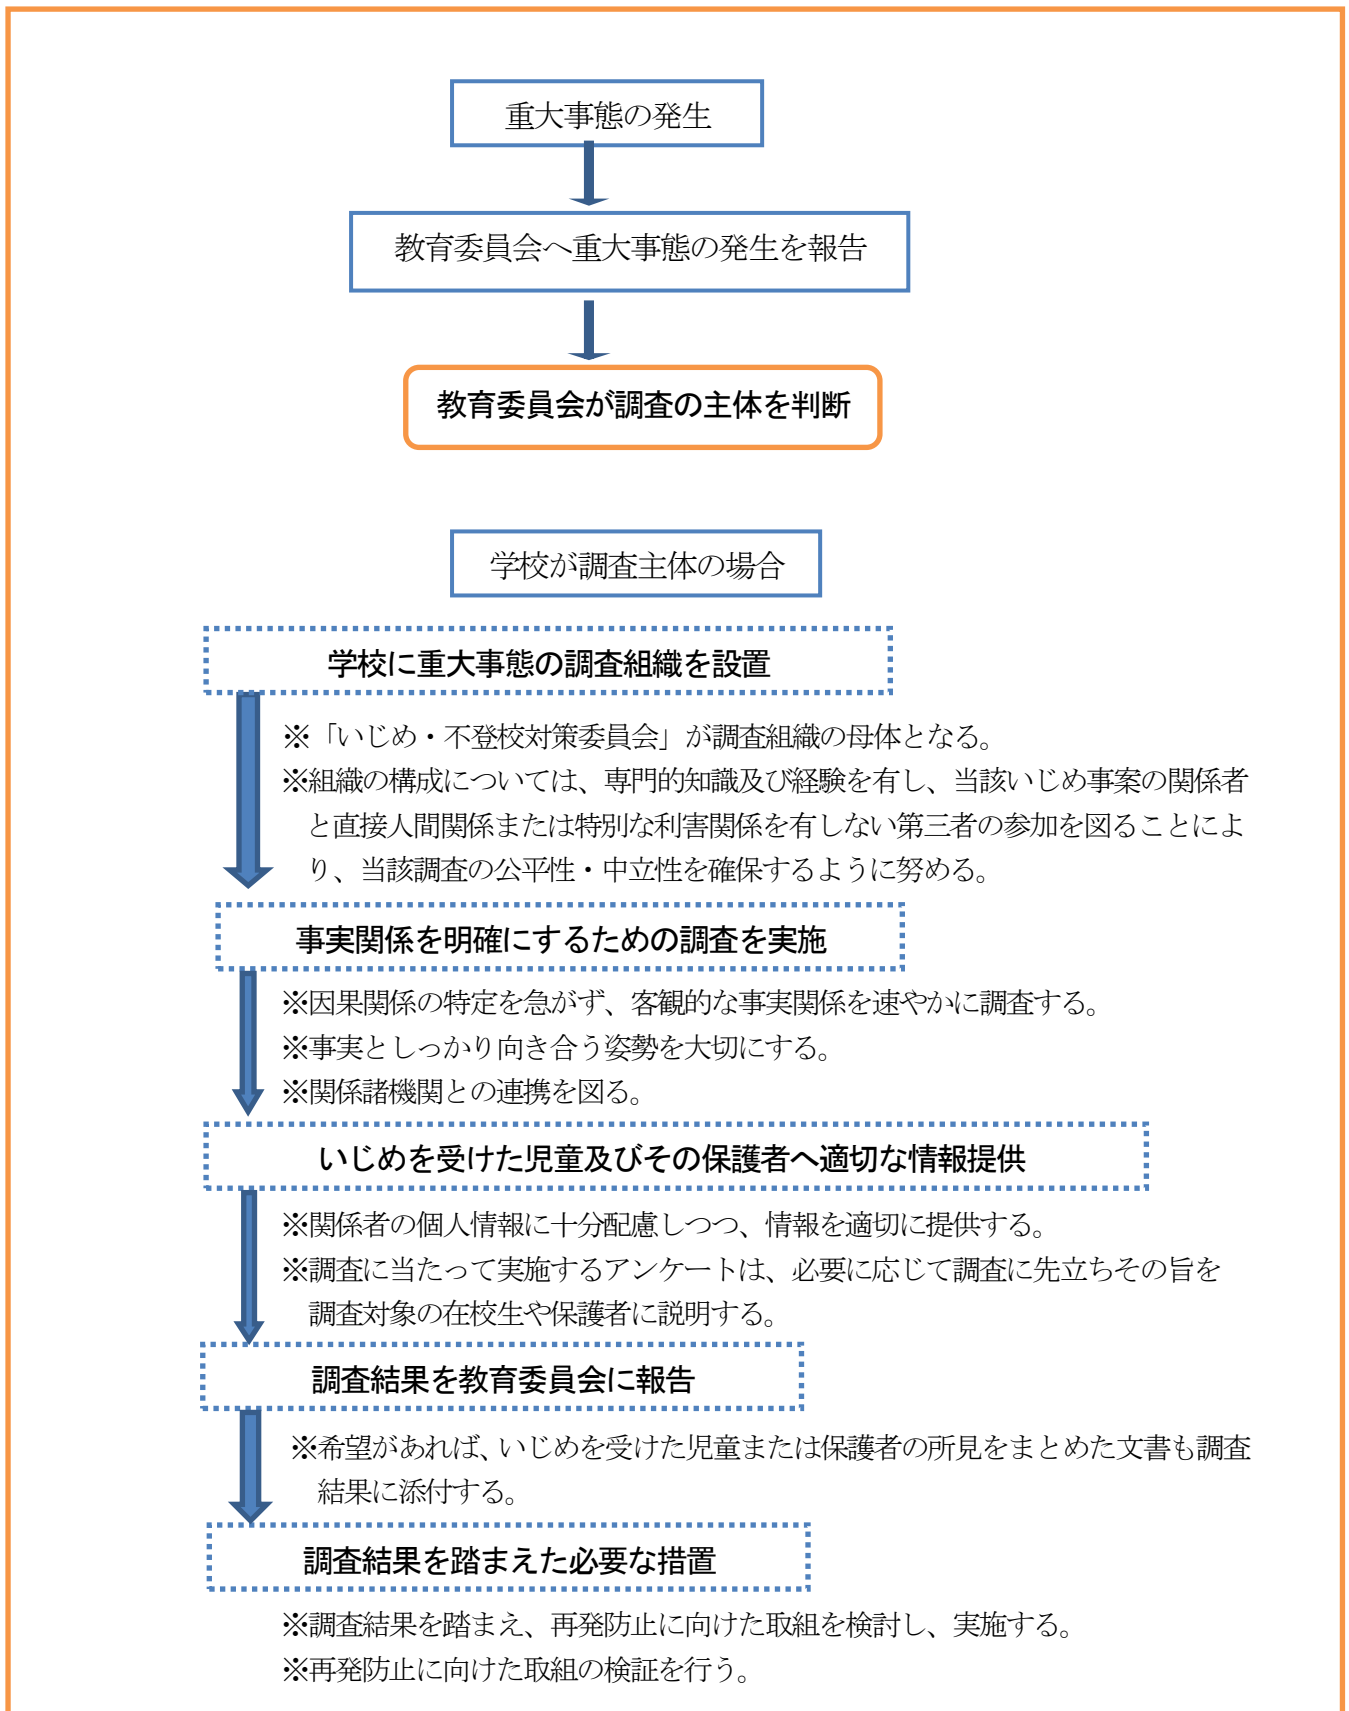 重大事態の発生
教育委員会へ重大事態の発生を報告
教育委員会が調査の主体を判断
学校が調査主体の場合
学校に重大事態の調査組織を設置
※「いじめ・不登校対策委員会」が調査組織の母体となる。
※組織の構成については、専門的知識及び経験を有し、当該いじめ事案の関係者
と直接人間関係または特別な利害関係を有しない第三者の参加を図ることによ
り、当該調査の公平性・中立性を確保するように努める。
事実関係を明確にするための調査を実施
※因果関係の特定を急がず、客観的な事実関係を速やかに調査する。
※事実としっかり向き合う姿勢を大切にする。
※関係諸機関との連携を図る。
いじめを受けた児童及びその保護者へ適切な情報提供
※関係者の個人情報に十分配慮しつつ、情報を適切に提供する。
※調査に当たって実施するアンケートは、必要に応じて調査に先立ちその旨を
調査対象の在校生や保護者に説明する。
調査結果を教育委員会に報告
※希望があれば、いじめを受けた児童または保護者の所見をまとめた文書も調査
結果に添付する。
調査結果を踏まえた必要な措置
※調査結果を踏まえ、再発防止に向けた取組を検討し、実施する。
※再発防止に向けた取組の検証を行う。